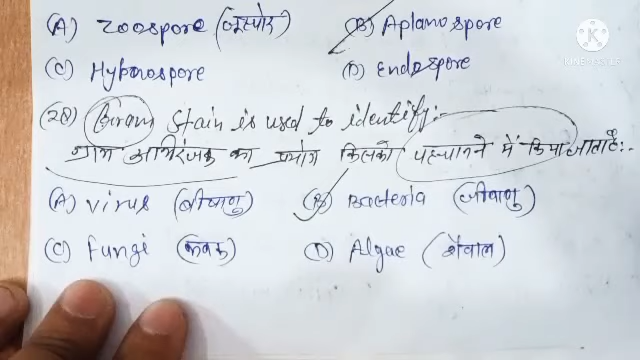 (A) Zoospore (जूस्पोर) (B) Aplanospore
(C) Hypnospore (D) Endospore
(28) Gram Stain is used to identify:-
ग्राम अभिरंजक का प्रयोग किसको पहचानने में किया जाता है:-
(A) Virus (वीषाणु) (B) Bacteria (जीवाणु)
(C) Fungi (कवक) (D) Algae (शैवाल)
K